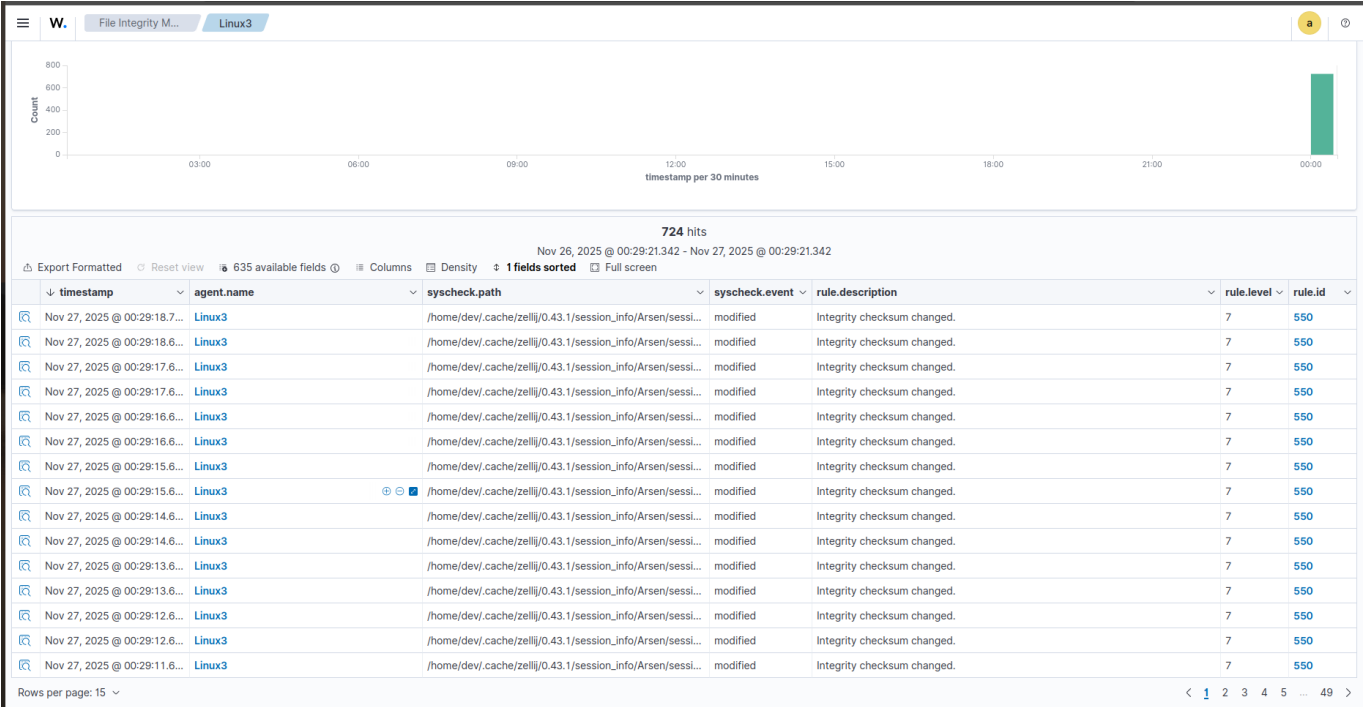 W. File Integrity M... Linux3 a
800
600
400
200
0
Count
03:00 06:00 09:00 12:00 15:00 18:00 21:00 00:00
timestamp per 30 minutes
724 hits
Nov 26, 2025 @ 00:29:21.342 - Nov 27, 2025 @ 00:29:21.342
Export Formatted Reset view 635 available fields Columns Density 1 fields sorted Full screen
timestamp agent.name syscheck.path syscheck.event rule.description rule.level rule.id
Nov 27, 2025 @ 00:29:18.7... Linux3 /home/dev/.cache/zellij/0.43.1/session_info/Arsen/sessi... modified Integrity checksum changed. 7 550
Nov 27, 2025 @ 00:29:18.6... Linux3 /home/dev/.cache/zellij/0.43.1/session_info/Arsen/sessi... modified Integrity checksum changed. 7 550
Nov 27, 2025 @ 00:29:17.6... Linux3 /home/dev/.cache/zellij/0.43.1/session_info/Arsen/sessi... modified Integrity checksum changed. 7 550
Nov 27, 2025 @ 00:29:17.6... Linux3 /home/dev/.cache/zellij/0.43.1/session_info/Arsen/sessi... modified Integrity checksum changed. 7 550
Nov 27, 2025 @ 00:29:16.6... Linux3 /home/dev/.cache/zellij/0.43.1/session_info/Arsen/sessi... modified Integrity checksum changed. 7 550
Nov 27, 2025 @ 00:29:16.6... Linux3 /home/dev/.cache/zellij/0.43.1/session_info/Arsen/sessi... modified Integrity checksum changed. 7 550
Nov 27, 2025 @ 00:29:15.6... Linux3 /home/dev/.cache/zellij/0.43.1/session_info/Arsen/sessi... modified Integrity checksum changed. 7 550
Nov 27, 2025 @ 00:29:15.6... Linux3 /home/dev/.cache/zellij/0.43.1/session_info/Arsen/sessi... modified Integrity checksum changed. 7 550
Nov 27, 2025 @ 00:29:14.6... Linux3 /home/dev/.cache/zellij/0.43.1/session_info/Arsen/sessi... modified Integrity checksum changed. 7 550
Nov 27, 2025 @ 00:29:14.6... Linux3 /home/dev/.cache/zellij/0.43.1/session_info/Arsen/sessi... modified Integrity checksum changed. 7 550
Nov 27, 2025 @ 00:29:13.6... Linux3 /home/dev/.cache/zellij/0.43.1/session_info/Arsen/sessi... modified Integrity checksum changed. 7 550
Nov 27, 2025 @ 00:29:13.6... Linux3 /home/dev/.cache/zellij/0.43.1/session_info/Arsen/sessi... modified Integrity checksum changed. 7 550
Nov 27, 2025 @ 00:29:12.6... Linux3 /home/dev/.cache/zellij/0.43.1/session_info/Arsen/sessi... modified Integrity checksum changed. 7 550
Nov 27, 2025 @ 00:29:12.6... Linux3 /home/dev/.cache/zellij/0.43.1/session_info/Arsen/sessi... modified Integrity checksum changed. 7 550
Nov 27, 2025 @ 00:29:11.6... Linux3 /home/dev/.cache/zellij/0.43.1/session_info/Arsen/sessi... modified Integrity checksum changed. 7 550
Rows per page: 15 1 2 3 4 5 ... 49